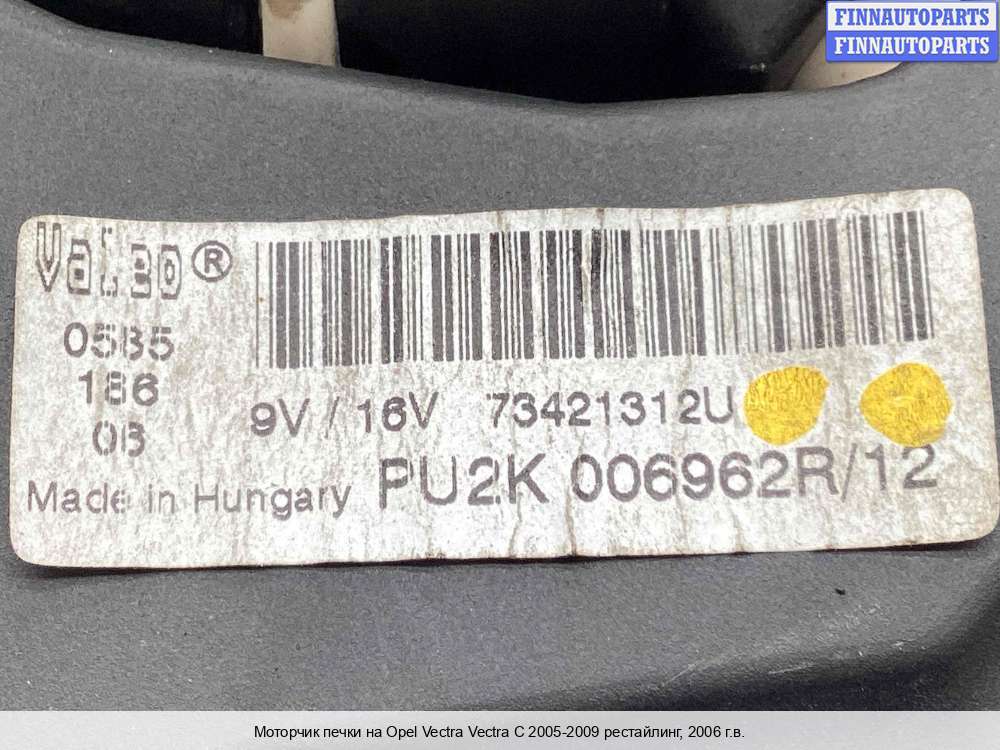 FINNAUTOPARTS
FINNAUTOPARTS
Valeo®
0585
186
06
9V / 16V 73421312U
Made in Hungary PU2K 006962R/12
Моторчик печки на Opel Vectra Vectra C 2005-2009 рестайлинг, 2006 г.в.